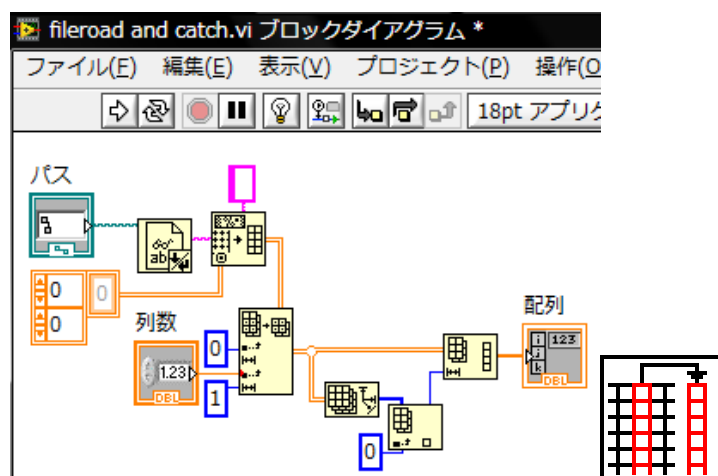 fileroad and catch.vi ブロックダイアグラム *
ファイル(F) 編集(E) 表示(V) プロジェクト(P) 操作(O
18pt アプリケ
パス
ab
0 0
0
列数
配列
0
1.23
DBL
1
i 123
j
k
DBL
0